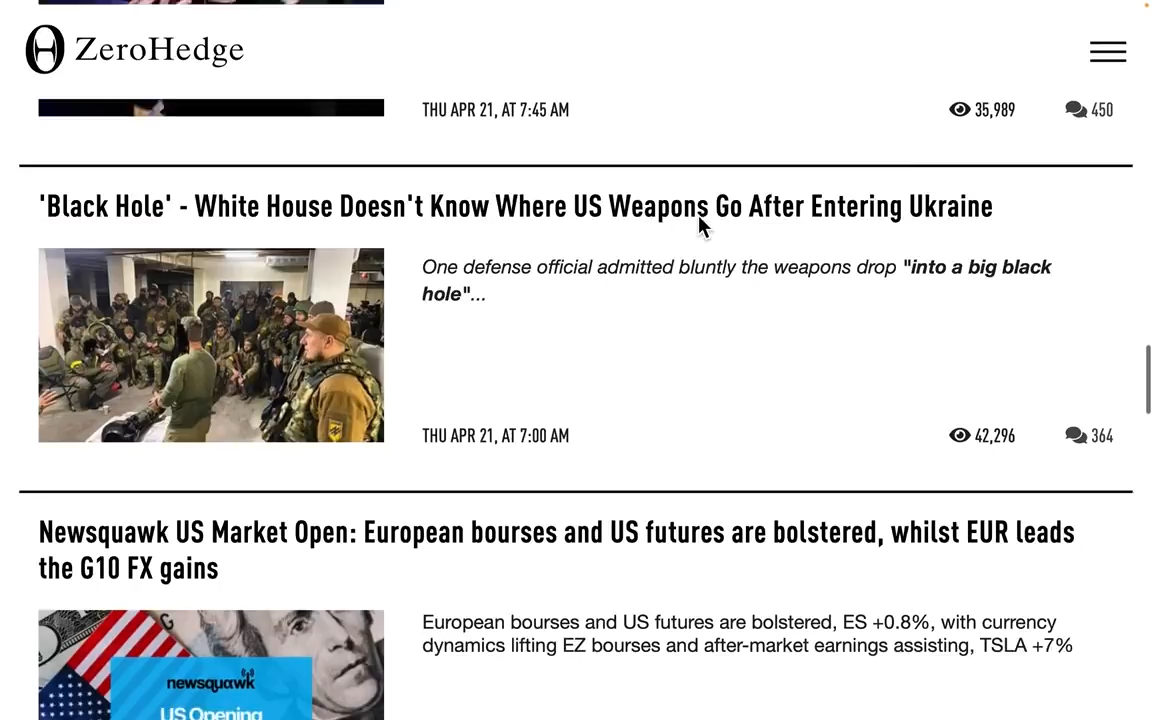 ZeroHedge
THU APR 21, AT 7:45 AM 35,989 450
'Black Hole' - White House Doesn't Know Where US Weapons Go After Entering Ukraine
One defense official admitted bluntly the weapons drop "into a big black
hole"...
THU APR 21, AT 7:00 AM 42,296 364
Newsquawk US Market Open: European bourses and US futures are bolstered, whilst EUR leads
the G10 FX gains
European bourses and US futures are bolstered, ES +0.8%, with currency
dynamics lifting EZ bourses and after-market earnings assisting, TSLA +7%
newsquawk
US Opening